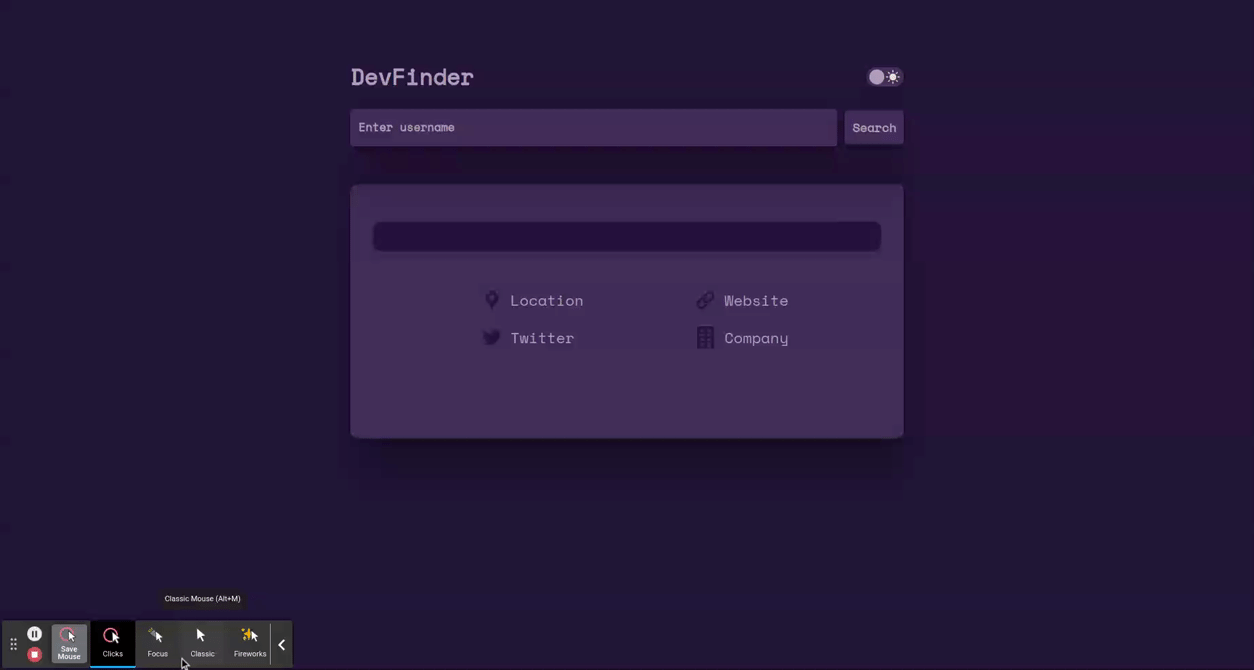 DevFinder
Enter username
Search
Location
Website
Twitter
Company
Classic Mouse (Alt+M)
Save Mouse
Clicks
Focus
Classic
Fireworks